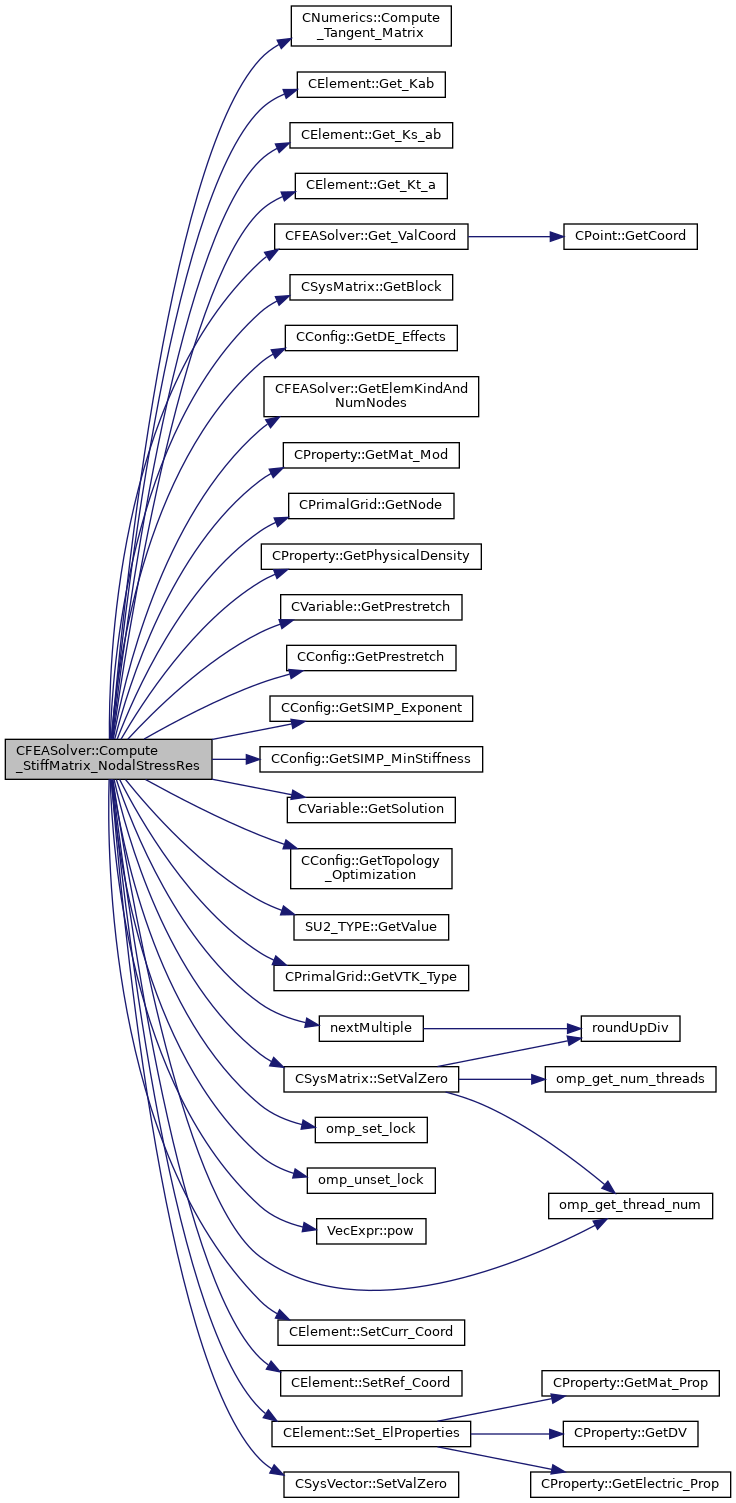 CNumerics::Compute
_Tangent_Matrix
CElement::Get_Kab
CElement::Get_Ks_ab
CElement::Get_Kt_a
CFEASolver::Get_ValCoord
CPoint::GetCoord
CSysMatrix::GetBlock
CConfig::GetDE_Effects
CFEASolver::GetElemKindAnd
NumNodes
CProperty::GetMat_Mod
CPrimalGrid::GetNode
CProperty::GetPhysicalDensity
CVariable::GetPrestretch
CConfig::GetPrestretch
CConfig::GetSIMP_Exponent
CFEASolver::Compute
_StiffMatrix_NodalStressRes
CConfig::GetSIMP_MinStiffness
CVariable::GetSolution
CConfig::GetTopology
_Optimization
SU2_TYPE::GetValue
CPrimalGrid::GetVTK_Type
nextMultiple
roundUpDiv
CSysMatrix::SetValZero
omp_get_num_threads
omp_set_lock
omp_unset_lock
omp_get_thread_num
VecExpr::pow
CElement::SetCurr_Coord
CElement::SetRef_Coord
CProperty::GetMat_Prop
CElement::Set_ElProperties
CProperty::GetDV
CSysVector::SetValZero
CProperty::GetElectric_Prop